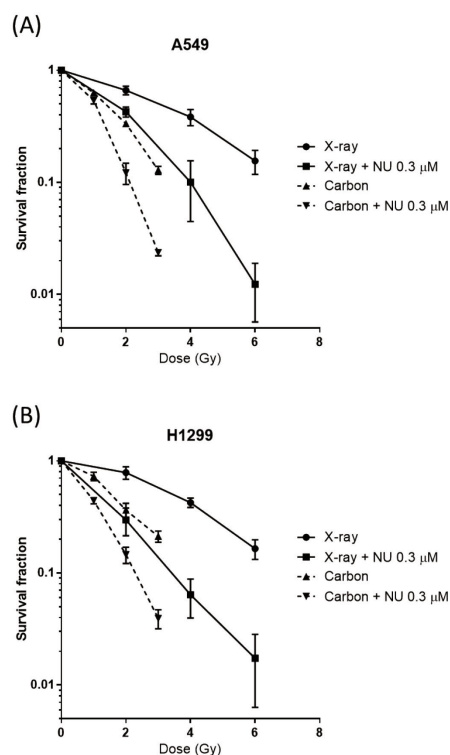 (A)
A549
Survival fraction
1
0.1
0.01
0
2
4
6
8
Dose (Gy)
X-ray
X-ray + NU 0.3 µM
Carbon
Carbon + NU 0.3 µM
(B)
H1299
Survival fraction
1
0.1
0.01
0
2
4
6
8
Dose (Gy)
X-ray
X-ray + NU 0.3 µM
Carbon
Carbon + NU 0.3 µM